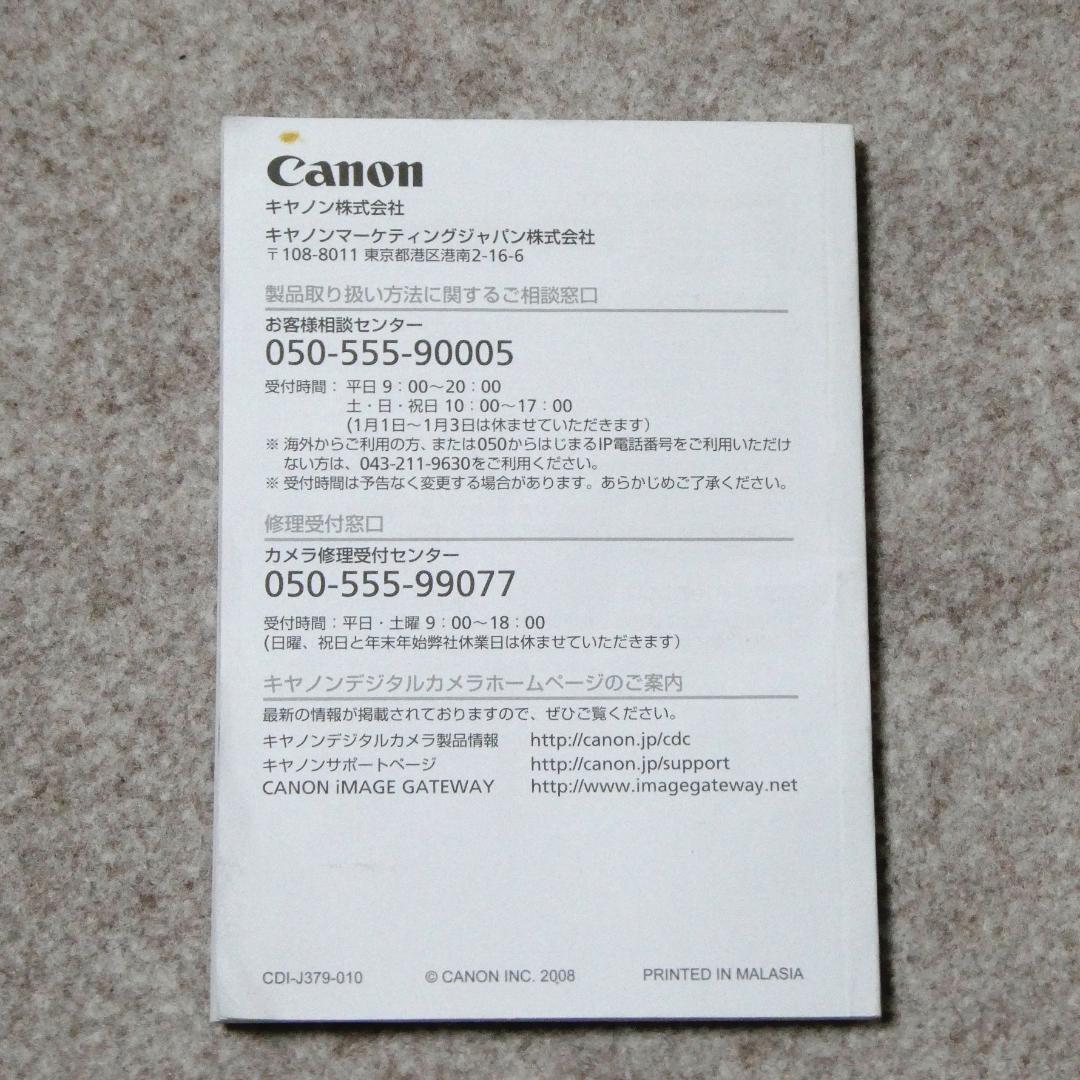 Canon
キヤノン株式会社
キヤノンマーケティングジャパン株式会社
〒108-8011 東京都港区港南2-16-6
製品取り扱い方法に関するご相談窓口
お客様相談センター
050-555-90005
受付時間： 平日 9：00〜20：00
土・日・祝日 10：00〜17：00
(1月1日〜1月3日は休ませていただきます）
※ 海外からご利用の方、または050からはじまるIP電話番号をご利用いただけ
ない方は、043-211-9630をご利用ください。
※ 受付時間は予告なく変更する場合があります。あらかじめご了承ください。
修理受付窓口
カメラ修理受付センター
050-555-99077
受付時間：平日・土曜 9：00〜18：00
(日曜、祝日と年末年始弊社休業日は休ませていただきます）
キヤノンデジタルカメラホームページのご案内
最新の情報が掲載されておりますので、ぜひご覧ください。
キヤノンデジタルカメラ製品情報 http://canon.jp/cdc
キヤノンサポートページ http://canon.jp/support
CANON iMAGE GATEWAY http://www.imagegateway.net
CDI-J379-010 © CANON INC. 2008 PRINTED IN MALASIA